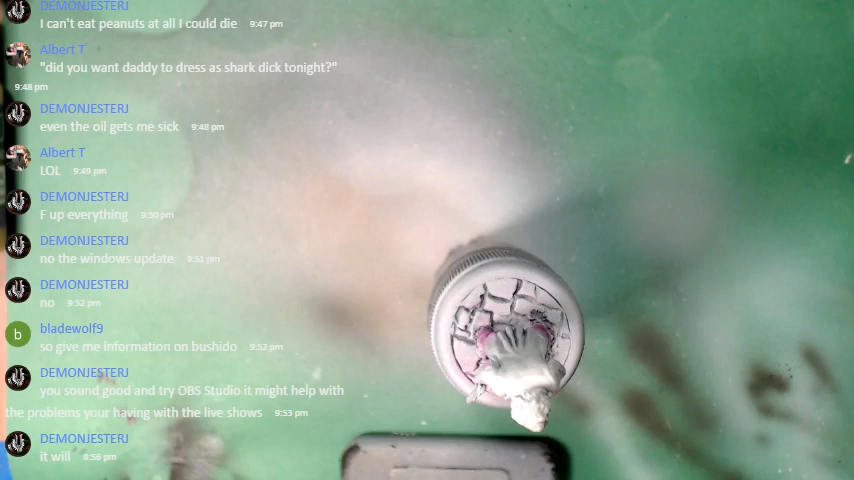 DEMONJESTERJ
I can't eat peanuts at all I could die 9:47 pm
Albert T
"did you want daddy to dress as shark dick tonight?"
9:48 pm
DEMONJESTERJ
even the oil gets me sick 9:48 pm
Albert T
LOL 9:49 pm
DEMONJESTERJ
F up everything 9:50 pm
DEMONJESTERJ
no the windows update 9:51 pm
DEMONJESTERJ
no 9:52 pm
b
bladewolf9
so give me information on bushido 9:52 pm
DEMONJESTERJ
you sound good and try OBS Studio it might help with
the problems your having with the live shows 9:53 pm
DEMONJESTERJ
it will 9:56 pm